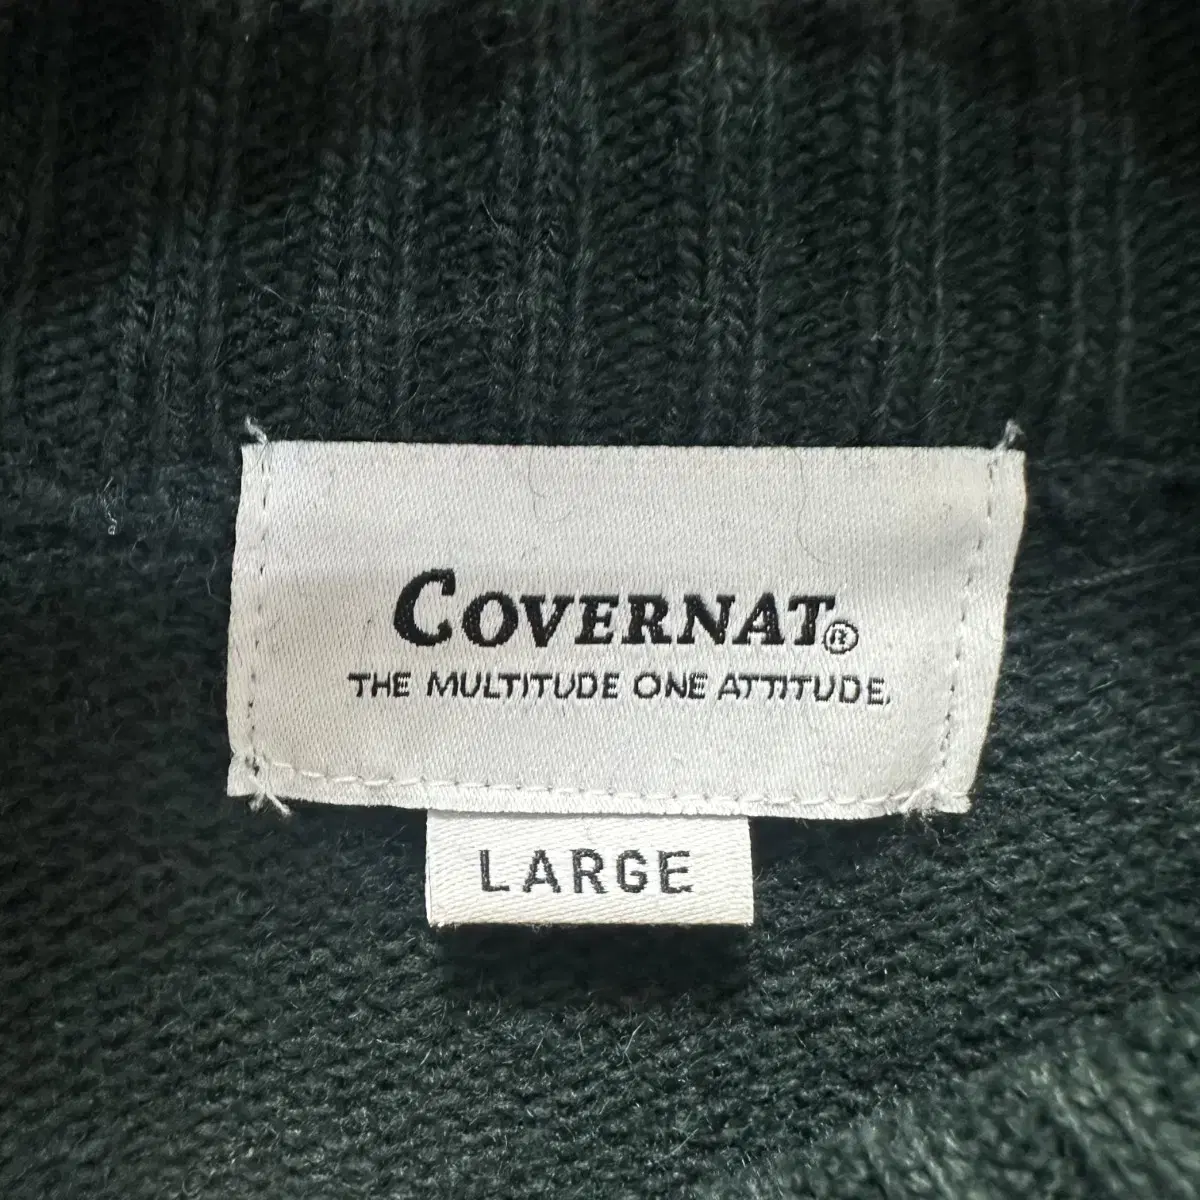 COVERNAT®
THE MULTITUDE ONE ATTITUDE.
LARGE